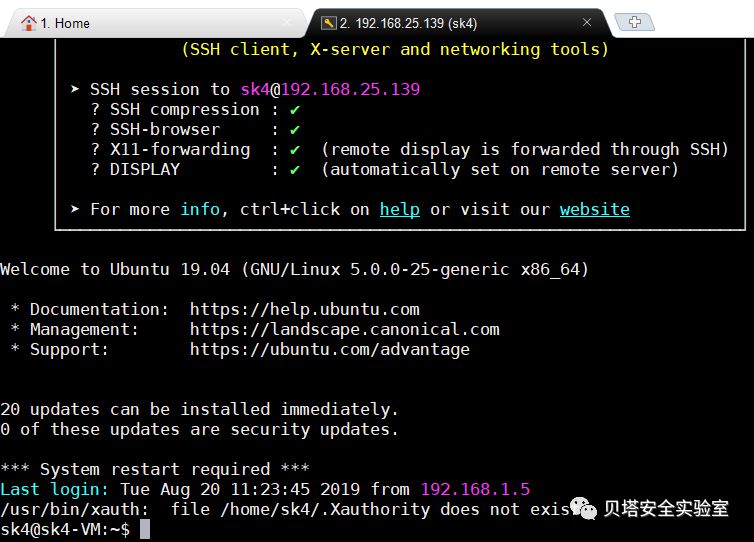 1. Home
2. 192.168.25.139 (sk4)
(SSH client, X-server and networking tools)
➤ SSH session to sk4@192.168.25.139
? SSH compression : ✔
? SSH-browser : ✔
? X11-forwarding : ✔ (remote display is forwarded through SSH)
? DISPLAY : ✔ (automatically set on remote server)
➤ For more info, ctrl+click on help or visit our website
Welcome to Ubuntu 19.04 (GNU/Linux 5.0.0-25-generic x86_64)
* Documentation: https://help.ubuntu.com
* Management: https://landscape.canonical.com
* Support: https://ubuntu.com/advantage
20 updates can be installed immediately.
0 of these updates are security updates.
*** System restart required ***
Last login: Tue Aug 20 11:23:45 2019 from 192.168.1.5
/usr/bin/xauth: file /home/sk4/.Xauthority does not exis
贝塔安全实验室
sk4@sk4-VM:~$